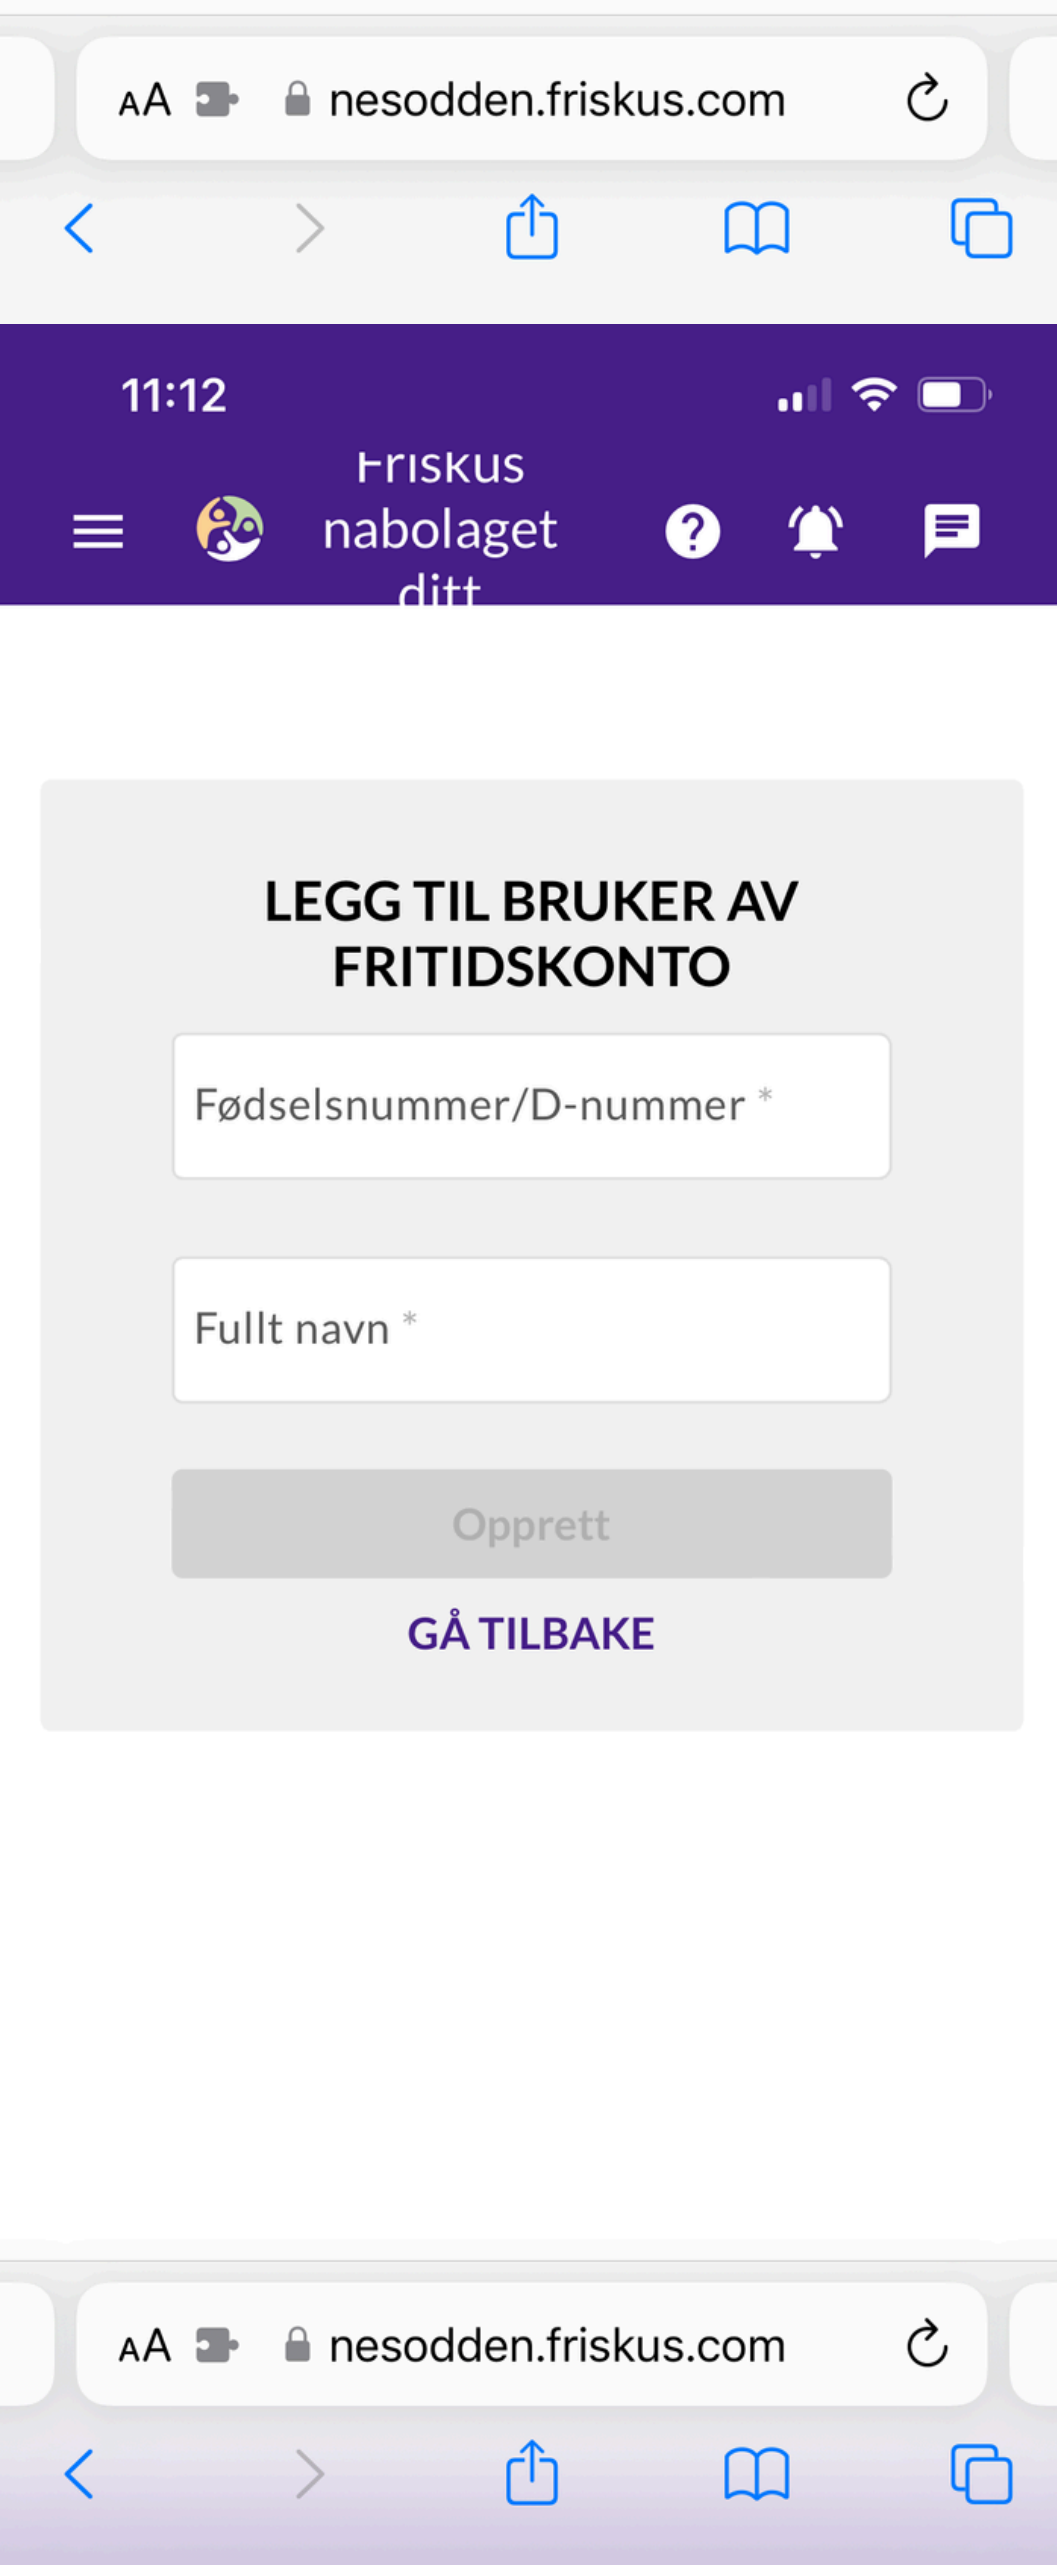 AA nesodden.friskus.com
11:12
Friskus
nabolaget
ditt
LEGG TIL BRUKER AV
FRITIDSKONTO
Fødselsnummer/D-nummer *
Fullt navn *
Opprett
GÅ TILBAKE
AA nesodden.friskus.com